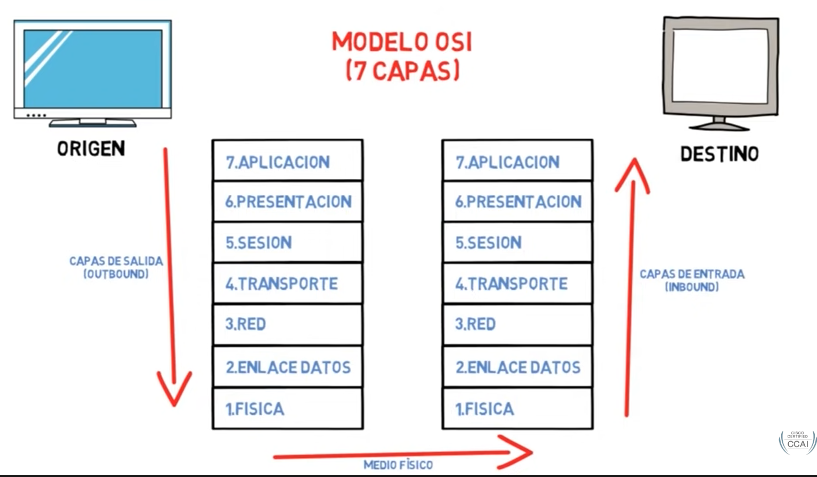 MODELO OSI
(7 CAPAS)
ORIGEN
DESTINO
CAPAS DE SALIDA
(OUTBOUND)
7.APLICACION
6.PRESENTACION
5.SESION
4.TRANSPORTE
3.RED
2.ENLACE DATOS
1.FISICA
7.APLICACION
6.PRESENTACION
5.SESION
4.TRANSPORTE
3.RED
2.ENLACE DATOS
1.FISICA
CAPAS DE ENTRADA
(INBOUND)
MEDIO FÍSICO
CCAI